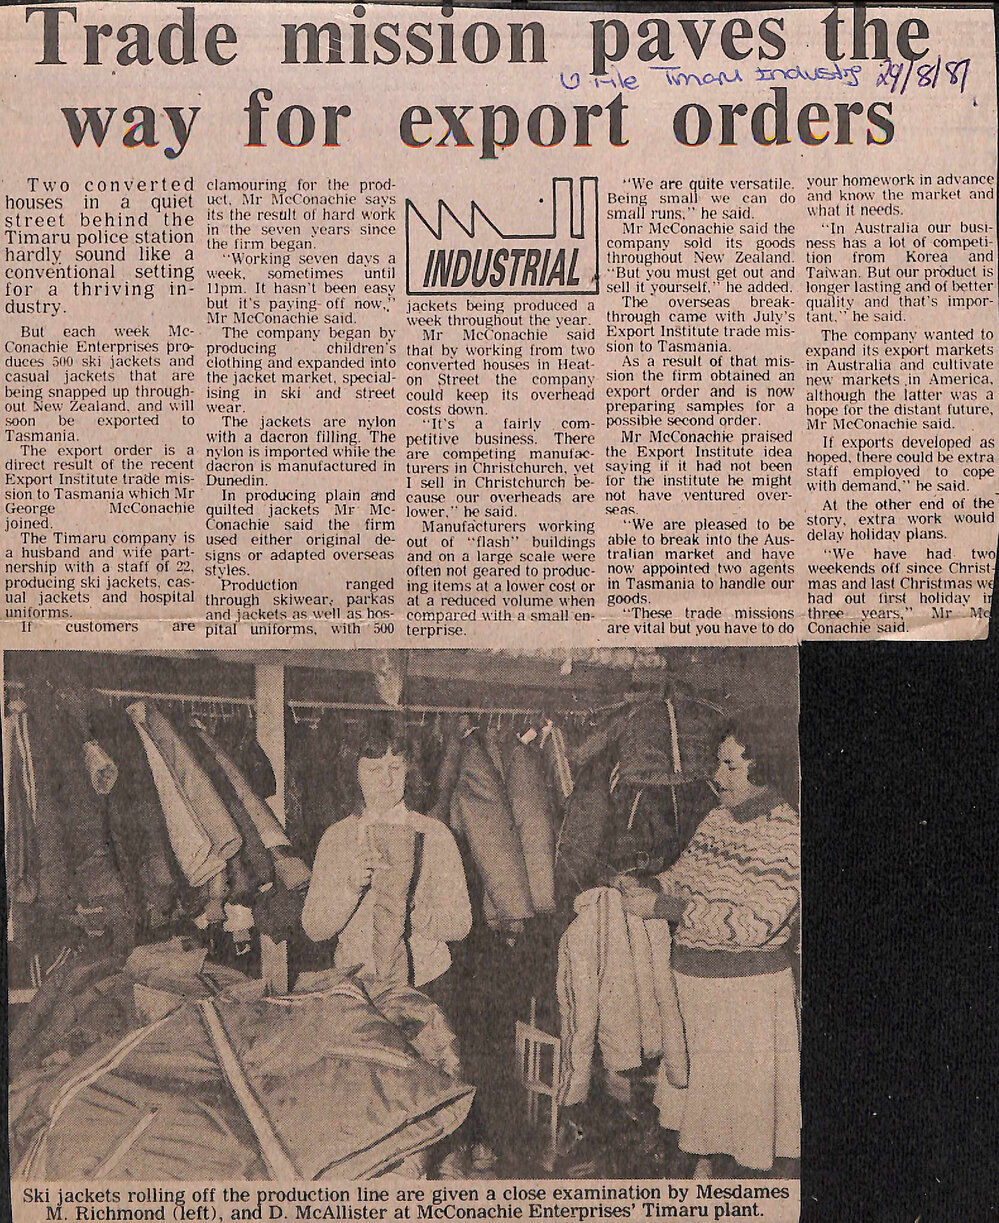 Trade mission paves the
way for export orders
U File Timaru Industry 29/8/81
Two converted
houses in a quiet
street behind the
Timaru police station
hardly sound like a
conventional setting
for a thriving in-
dustry.
But each week Mc-
Conachie Enterprises pro-
duces 500 ski jackets and
casual jackets that are
being snapped up through-
out New Zealand, and will
soon be exported to
Tasmania.
The export order is a
direct result of the recent
Export Institute trade mis-
sion to Tasmania which Mr
George McConachie
joined.
The Timaru company is
a husband and wife part-
nership with a staff of 22,
producing ski jackets, cas-
ual jackets and hospital
uniforms.
If customers are
clamouring for the prod-
uct, Mr McConachie says
its the result of hard work
in the seven years since
the firm began.
"Working seven days a
week, sometimes until
11pm. It hasn't been easy
but it's paying off now,"
Mr McConachie said.
The company began by
producing children's
clothing and expanded into
the jacket market, special-
ising in ski and street
wear.
The jackets are nylon
with a dacron filling. The
nylon is imported while the
dacron is manufactured in
Dunedin.
In producing plain and
quilted jackets Mr Mc-
Conachie said the firm
used either original de-
signs or adapted overseas
styles.
Production ranged
through skiwear, parkas
and jackets as well as hos-
pital uniforms, with 500
INDUSTRIAL
jackets being produced a
week throughout the year.
Mr McConachie said
that by working from two
converted houses in Heat-
on Street the company
could keep its overhead
costs down.
"It's a fairly com-
petitive business. There
are competing manufac-
turers in Christchurch, yet
I sell in Christchurch be-
cause our overheads are
lower," he said.
Manufacturers working
out of "flash" buildings
and on a large scale were
often not geared to produc-
ing items at a lower cost or
at a reduced volume when
compared with a small en-
terprise.
"We are quite versatile.
Being small we can do
small runs," he said.
Mr McConachie said the
company sold its goods
throughout New Zealand.
"But you must get out and
sell it yourself," he added.
The overseas break-
through came with July's
Export Institute trade mis-
sion to Tasmania.
As a result of that mis-
sion the firm obtained an
export order and is now
preparing samples for a
possible second order.
Mr McConachie praised
the Export Institute idea
saying if it had not been
for the institute he might
not have ventured over-
seas.
"We are pleased to be
able to break into the Aus-
tralian market and have
now appointed two agents
in Tasmania to handle our
goods.
"These trade missions
are vital but you have to do
your homework in advance
and know the market and
what it needs.
"In Australia our busi-
ness has a lot of competi-
tion from Korea and
Taiwan. But our product is
longer lasting and of better
quality and that's impor-
tant," he said.
The company wanted to
expand its export markets
in Australia and cultivate
new markets in America,
although the latter was a
hope for the distant future,
Mr McConachie said.
If exports developed as
hoped, there could be extra
staff employed to cope
with demand," he said.
At the other end of the
story, extra work would
delay holiday plans.
"We have had two
weekends off since Christ-
mas and last Christmas we
had out first holiday in
three years," Mr Mc
Conachie said.
Ski jackets rolling off the production line are given a close examination by Mesdames
M. Richmond (left), and D. McAllister at McConachie Enterprises' Timaru plant.